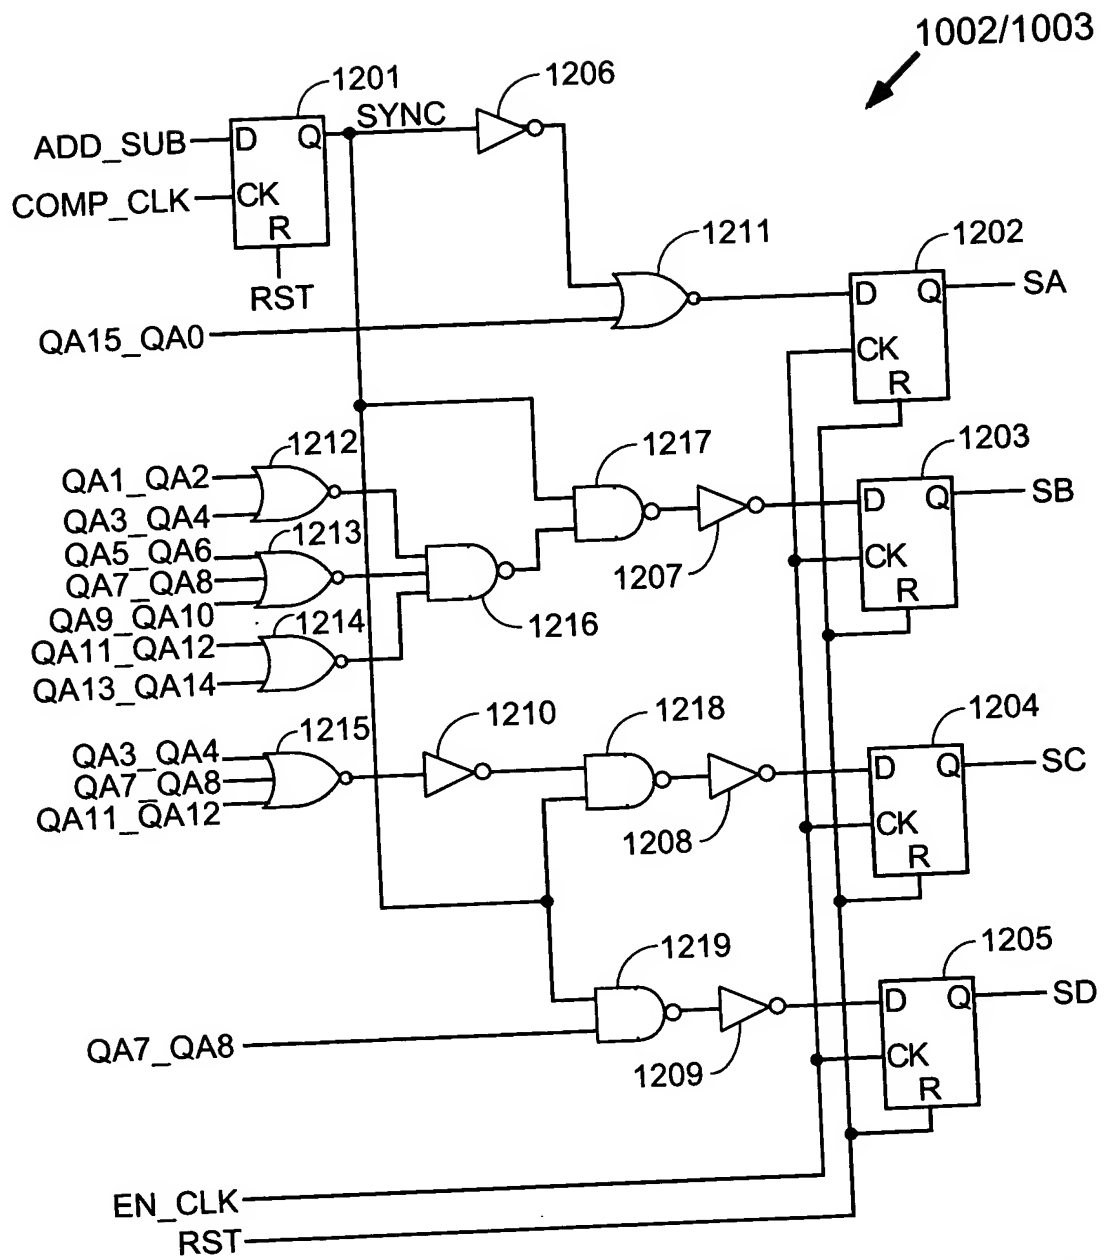 1002/1003
1201
1206
SYNC
ADD_SUB
D
Q
COMP_CLK
CK
R
RST
1211
1202
D
Q
SA
QA15_QA0
CK
R
1212
1217
1203
QA1_QA2
D
Q
SB
QA3_QA4
1213
QA5_QA6
CK
QA7_QA8
1207
R
QA9_QA10
1214
1216
QA11_QA12
QA13_QA14
1210
1218
1204
1215
QA3_QA4
D
Q
SC
QA7_QA8
QA11_QA12
CK
1208
R
1219
1205
D
Q
SD
QA7_QA8
CK
1209
R
EN_CLK
RST